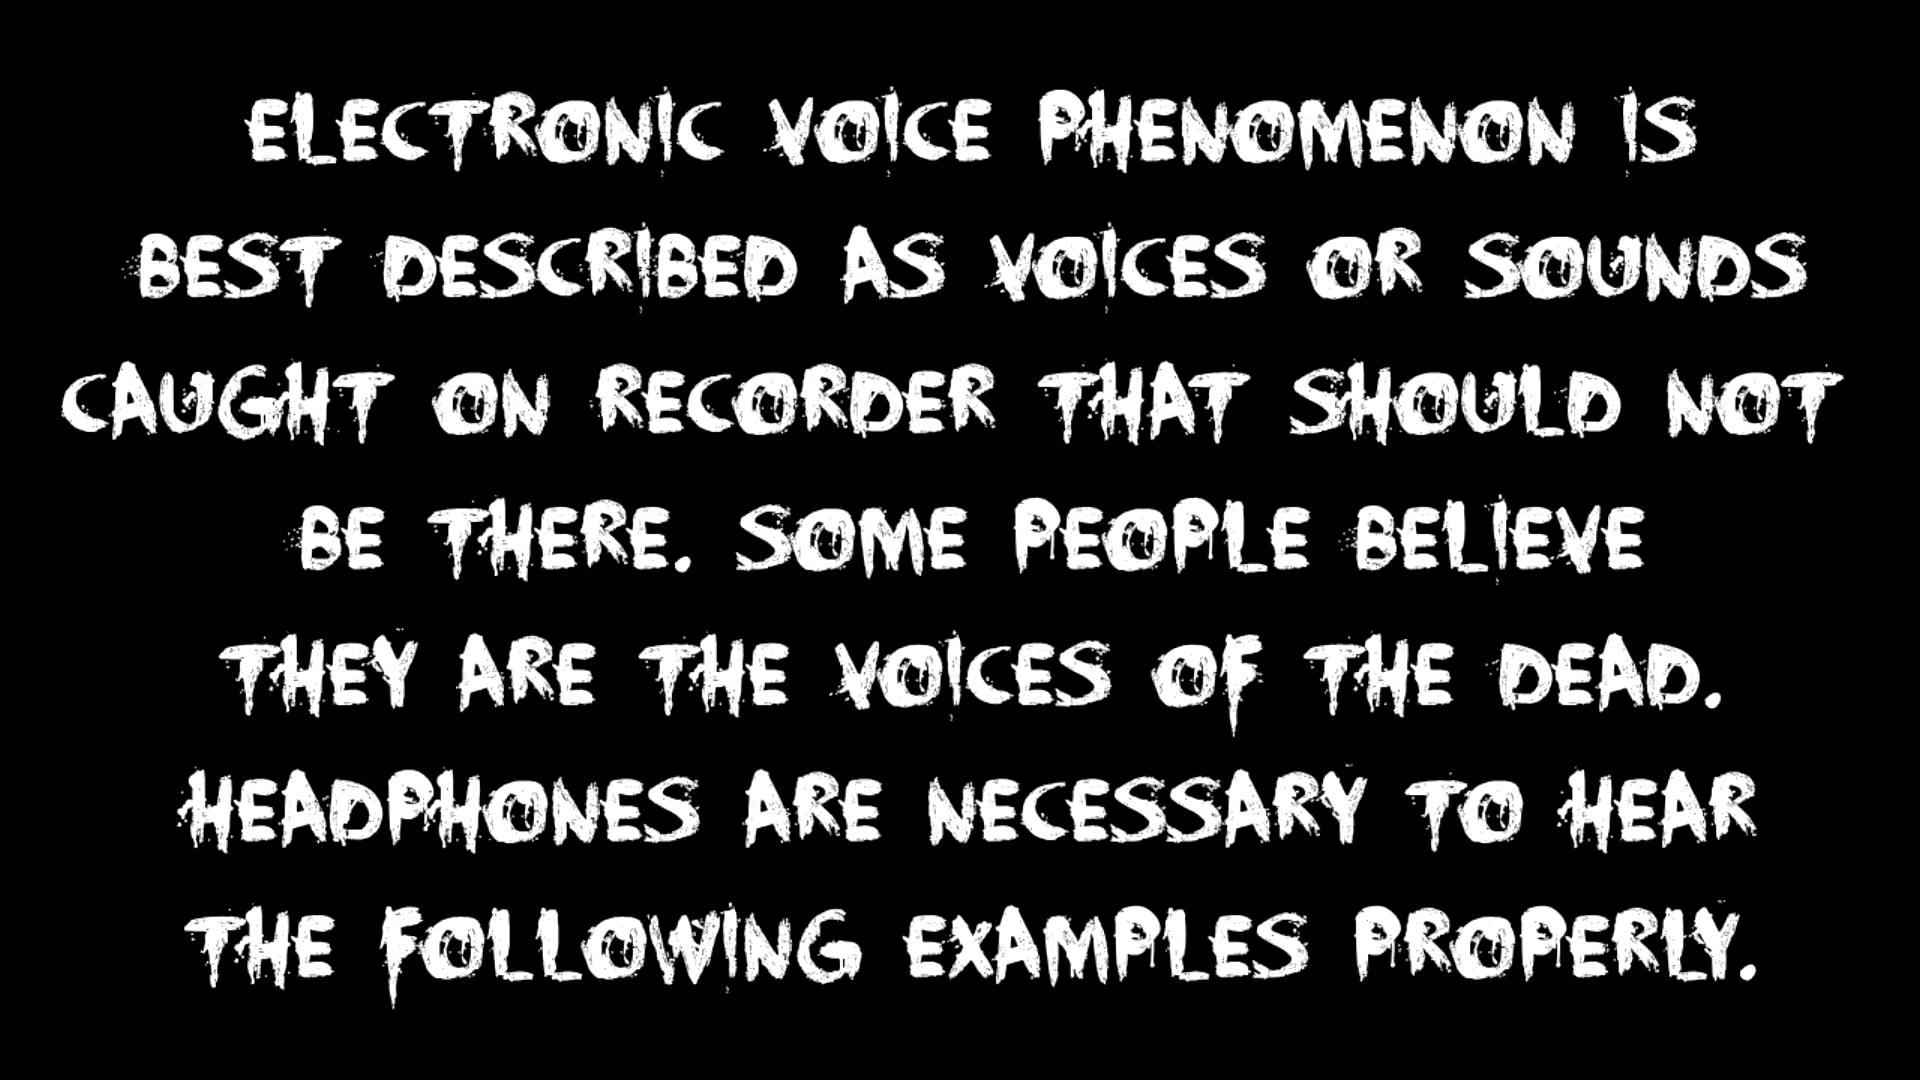 ELECTRONIC VOICE PHENOMENON IS
BEST DESCRIBED AS VOICES OR SOUNDS
CAUGHT ON RECORDER THAT SHOULD NOT
BE THERE. SOME PEOPLE BELIEVE
THEY ARE THE VOICES OF THE DEAD.
HEADPHONES ARE NECESSARY TO HEAR
THE FOLLOWING EXAMPLES PROPERLY.